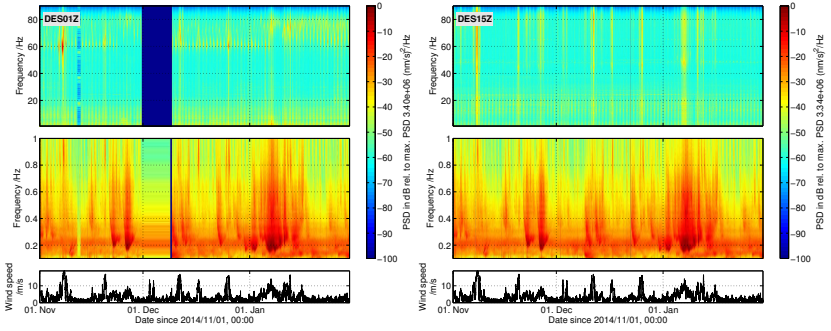 DES01Z
80
60
40
20
Frequency /Hz
1
0.8
0.6
0.4
0.2
Frequency /Hz
10
0
Wind speed
/m/s
01. Nov
01. Dec
01. Jan
Date since 2014/11/01, 00:00
0
−10
−20
−30
−40
−50
−60
−70
−80
−90
−100
PSD in dB rel. to max. PSD 3.40e+06 (nm/s)²/Hz
DES15Z
80
60
40
20
Frequency /Hz
1
0.8
0.6
0.4
0.2
Frequency /Hz
10
0
Wind speed
/m/s
01. Nov
01. Dec
01. Jan
Date since 2014/11/01, 00:00
0
−10
−20
−30
−40
−50
−60
−70
−80
−90
−100
PSD in dB rel. to max. PSD 3.40e+06 (nm/s)²/Hz